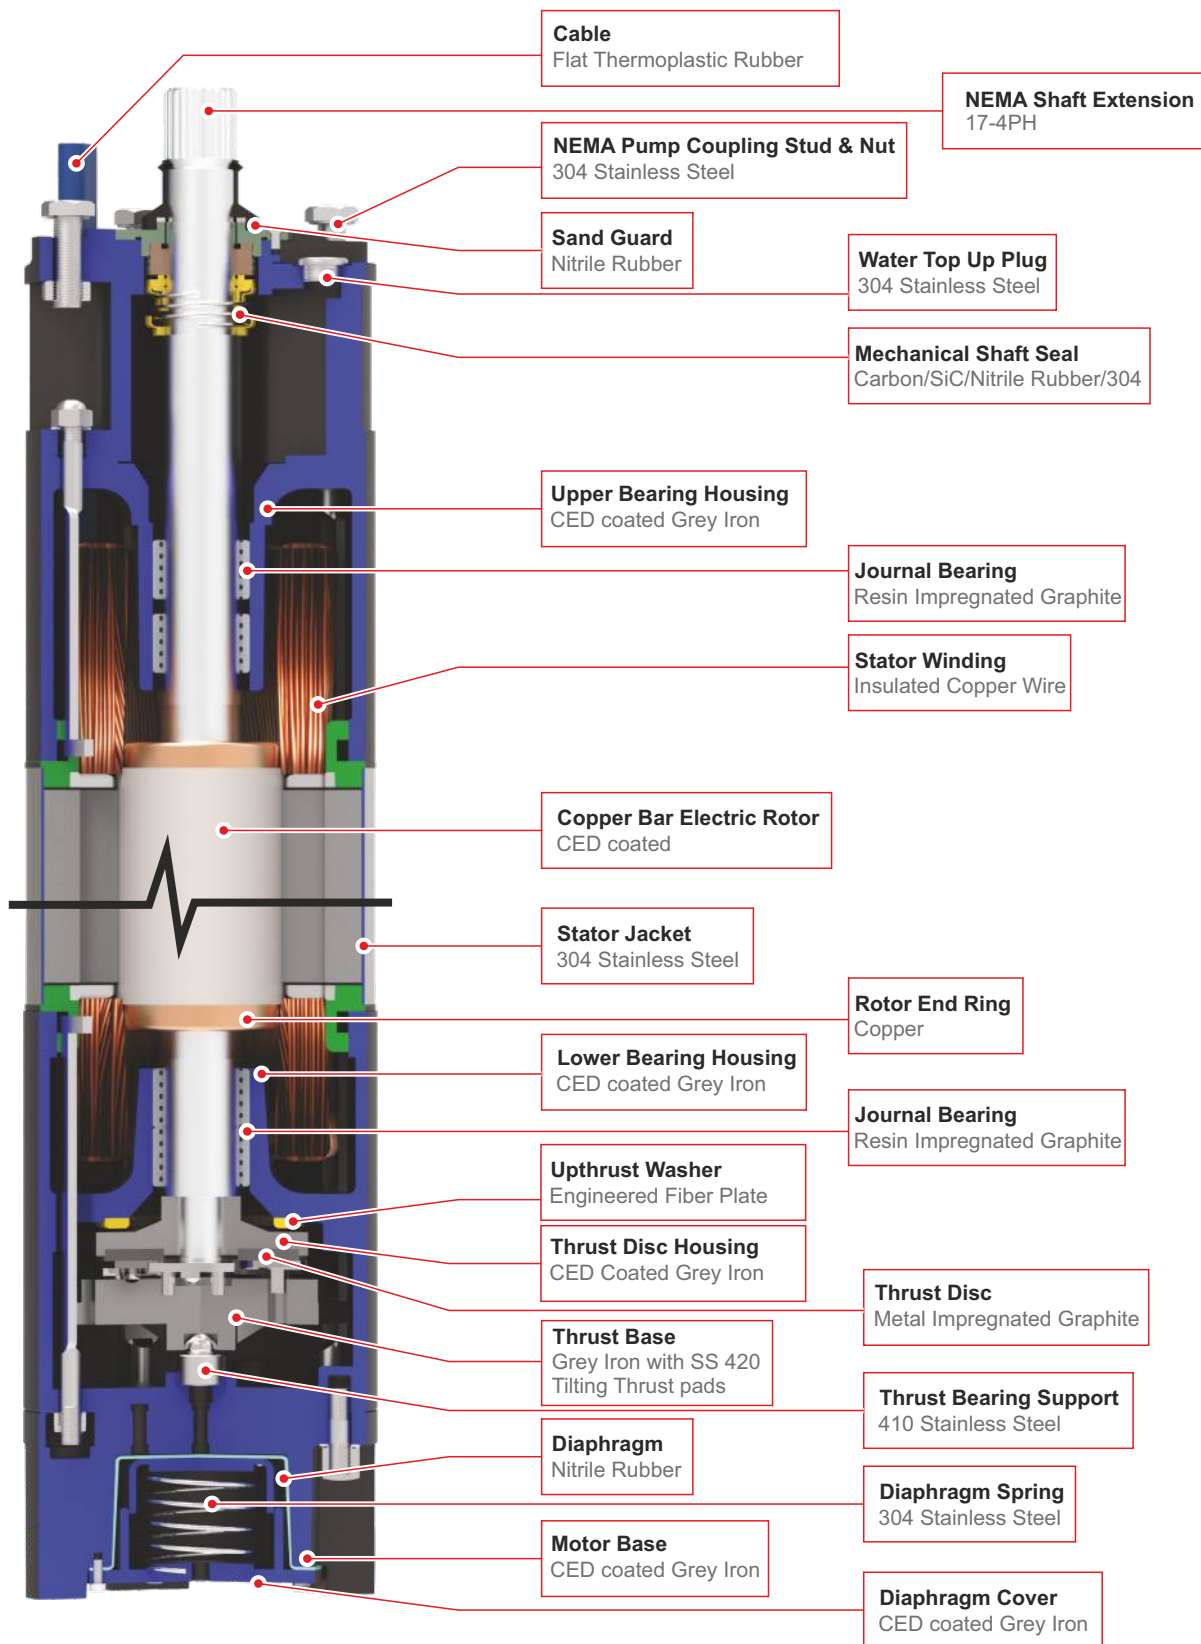 Cable
Flat Thermoplastic Rubber
NEMA Shaft Extension
17-4PH
NEMA Pump Coupling Stud & Nut
304 Stainless Steel
Sand Guard
Nitrile Rubber
Water Top Up Plug
304 Stainless Steel
Mechanical Shaft Seal
Carbon/SiC/Nitrile Rubber/304
Upper Bearing Housing
CED coated Grey Iron
Journal Bearing
Resin Impregnated Graphite
Stator Winding
Insulated Copper Wire
Copper Bar Electric Rotor
CED coated
Stator Jacket
304 Stainless Steel
Rotor End Ring
Copper
Lower Bearing Housing
CED coated Grey Iron
Journal Bearing
Resin Impregnated Graphite
Upthrust Washer
Engineered Fiber Plate
Thrust Disc Housing
CED Coated Grey Iron
Thrust Disc
Metal Impregnated Graphite
Thrust Base
Grey Iron with SS 420
Tilting Thrust pads
Thrust Bearing Support
410 Stainless Steel
Diaphragm
Nitrile Rubber
Diaphragm Spring
304 Stainless Steel
Motor Base
CED coated Grey Iron
Diaphragm Cover
CED coated Grey Iron